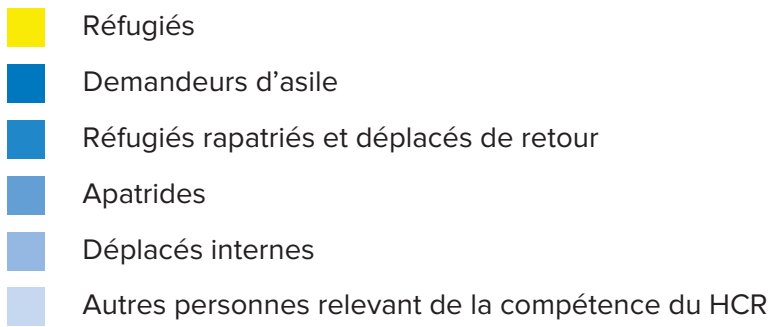 Réfugiés
Demandeurs d’asile
Réfugiés rapatriés et déplacés de retour
Apatrides
Déplacés internes
Autres personnes relevant de la compétence du HCR